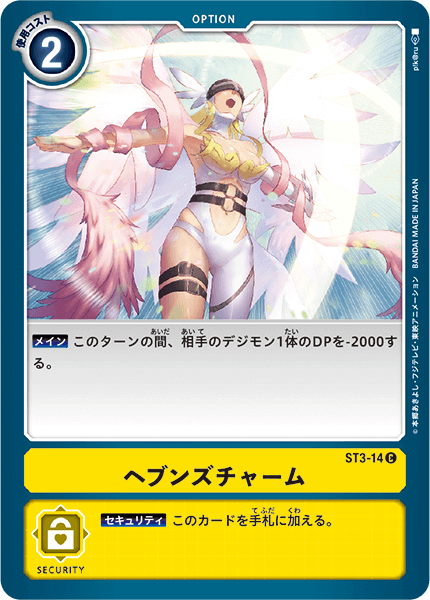 OPTION
使用コスト
2
p!k@ru
©本郷あきよし・フジテレビ・東映アニメーション BANDAI MADE IN JAPAN
メイン このターンの間、相手のデジモン1体のDPを-2000す
る。
ST3-14 C
ヘブンズチャーム
セキュリティ このカードを手札に加える。
SECURITY